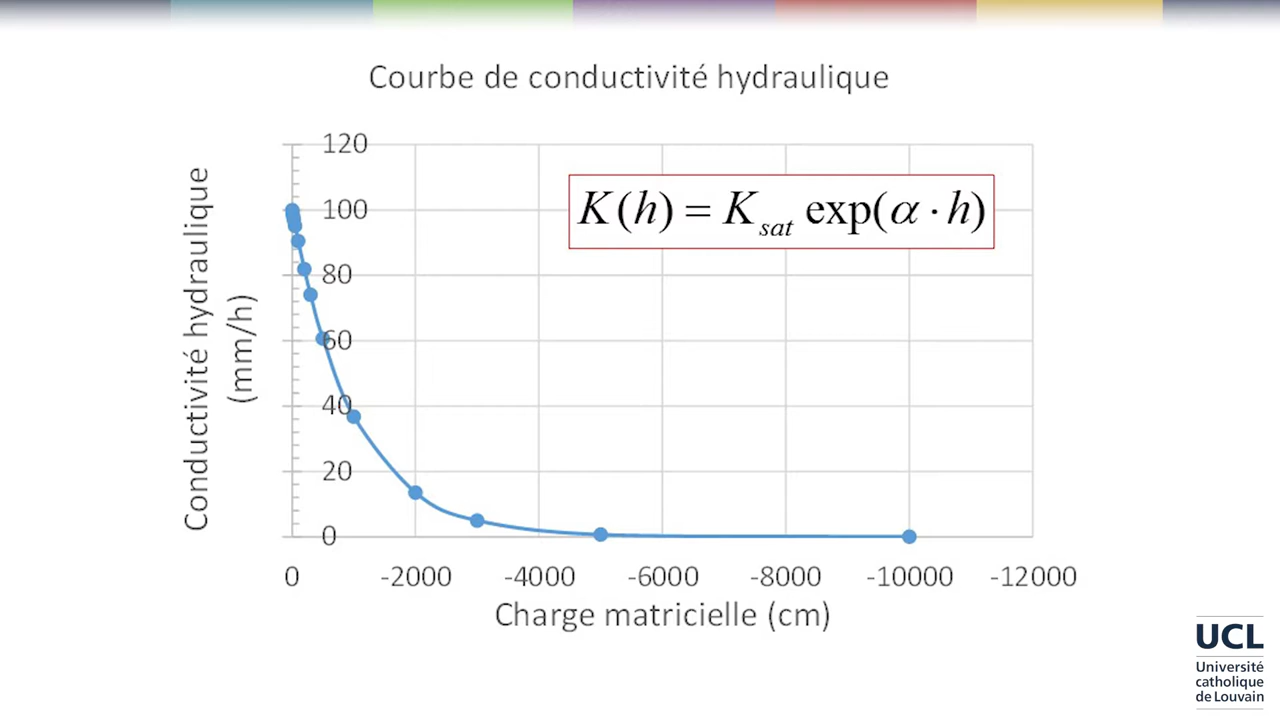 Courbe de conductivité hydraulique
Conductivité hydraulique
(mm/h)
120
100
80
60
40
20
0
K(h) = K_sat exp(α · h)
0 -2000 -4000 -6000 -8000 -10000 -12000
Charge matricielle (cm)
UCL
Université
catholique
de Louvain